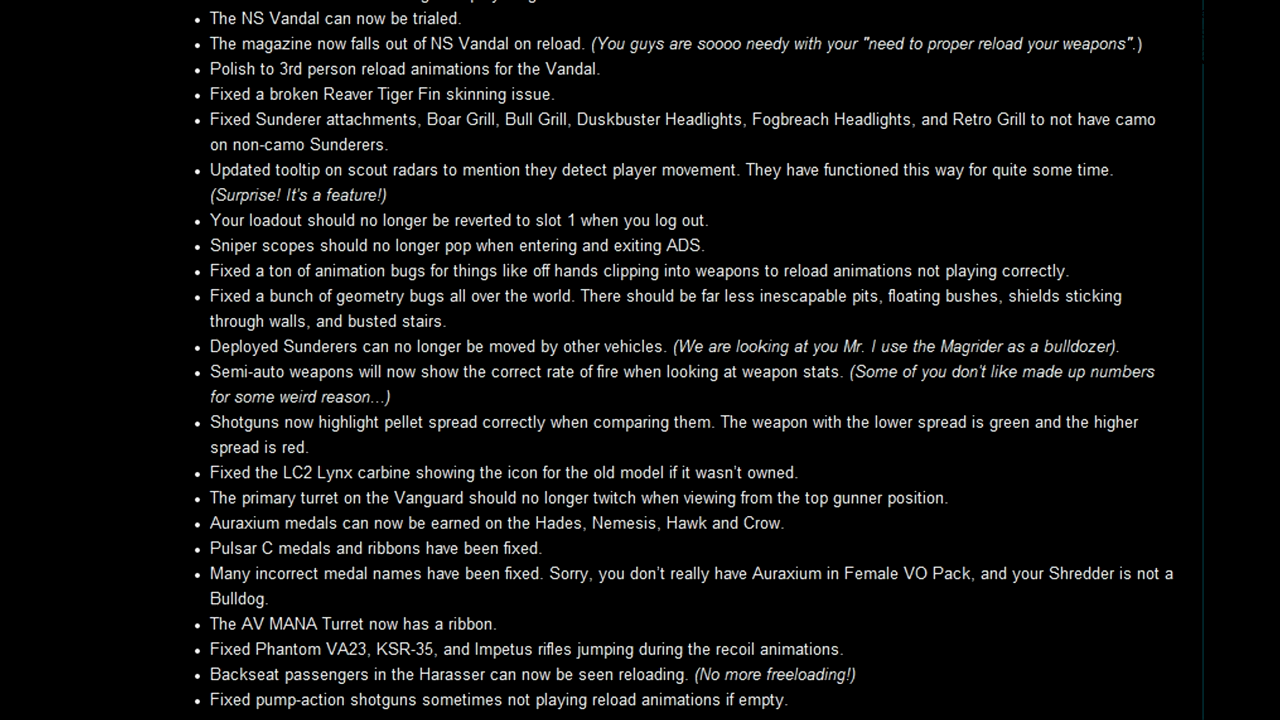 The NS Vandal can now be trialed.
The magazine now falls out of NS Vandal on reload. (You guys are soooo needy with your "need to proper reload your weapons".)
Polish to 3rd person reload animations for the Vandal.
Fixed a broken Reaver Tiger Fin skinning issue.
Fixed Sunderer attachments, Boar Grill, Bull Grill, Duskbuster Headlights, Fogbreach Headlights, and Retro Grill to not have camo
on non-camo Sunderers.
Updated tooltip on scout radars to mention they detect player movement. They have functioned this way for quite some time.
(Surprise! It's a feature!)
Your loadout should no longer be reverted to slot 1 when you log out.
Sniper scopes should no longer pop when entering and exiting ADS.
Fixed a ton of animation bugs for things like off hands clipping into weapons to reload animations not playing correctly.
Fixed a bunch of geometry bugs all over the world. There should be far less inescapable pits, floating bushes, shields sticking
through walls, and busted stairs.
Deployed Sunderers can no longer be moved by other vehicles. (We are looking at you Mr. I use the Magrider as a bulldozer).
Semi-auto weapons will now show the correct rate of fire when looking at weapon stats. (Some of you don't like made up numbers
for some weird reason...)
Shotguns now highlight pellet spread correctly when comparing them. The weapon with the lower spread is green and the higher
spread is red.
Fixed the LC2 Lynx carbine showing the icon for the old model if it wasn't owned.
The primary turret on the Vanguard should no longer twitch when viewing from the top gunner position.
Auraxium medals can now be earned on the Hades, Nemesis, Hawk and Crow.
Pulsar C medals and ribbons have been fixed.
Many incorrect medal names have been fixed. Sorry, you don't really have Auraxium in Female VO Pack, and your Shredder is not a
Bulldog.
The AV MANA Turret now has a ribbon.
Fixed Phantom VA23, KSR-35, and Impetus rifles jumping during the recoil animations.
Backseat passengers in the Harasser can now be seen reloading. (No more freeloading!)
Fixed pump-action shotguns sometimes not playing reload animations if empty.